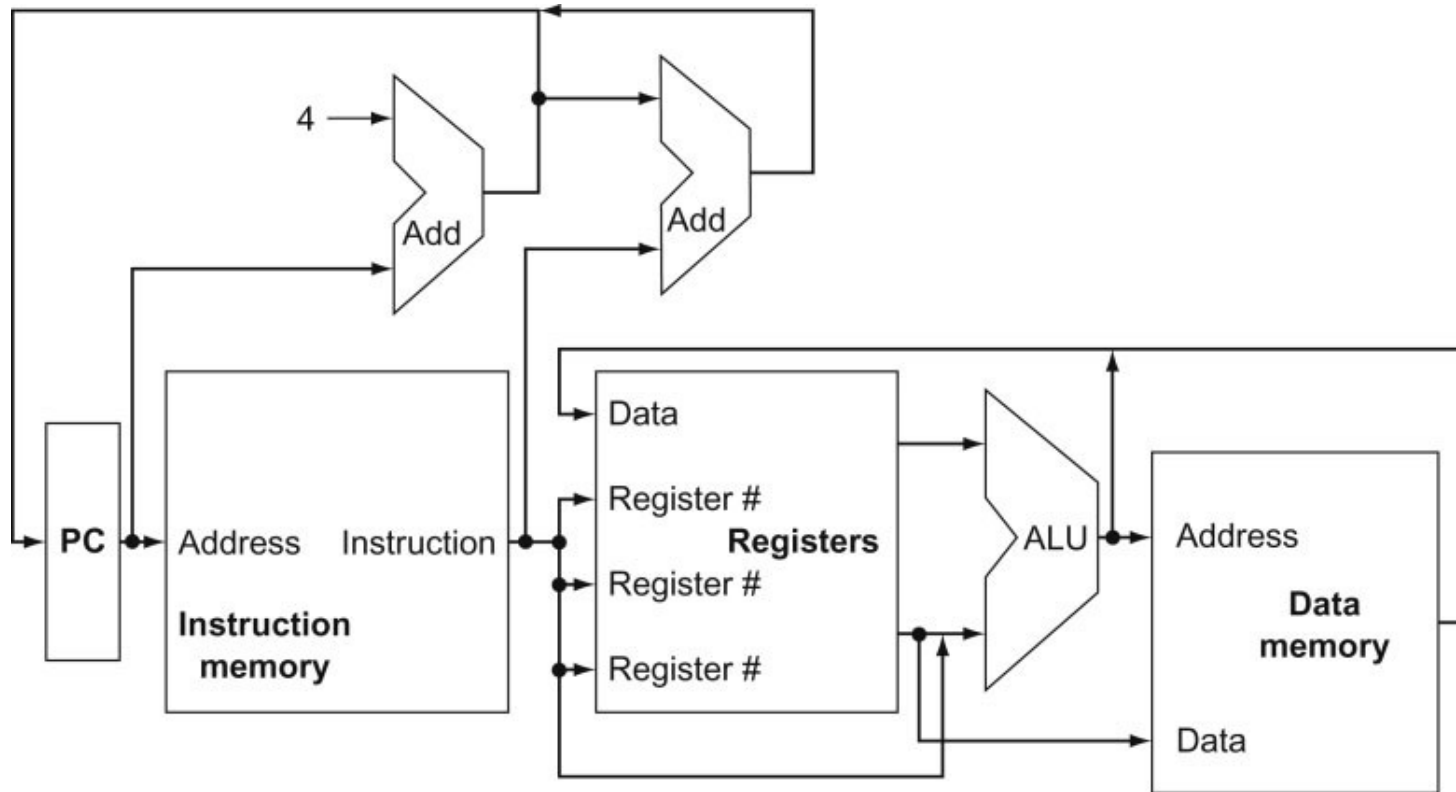 4
Add
Add
Data
Register #
Register #
Register #
Registers
PC
Address
Instruction
Instruction
memory
ALU
Address
Data
memory
Data